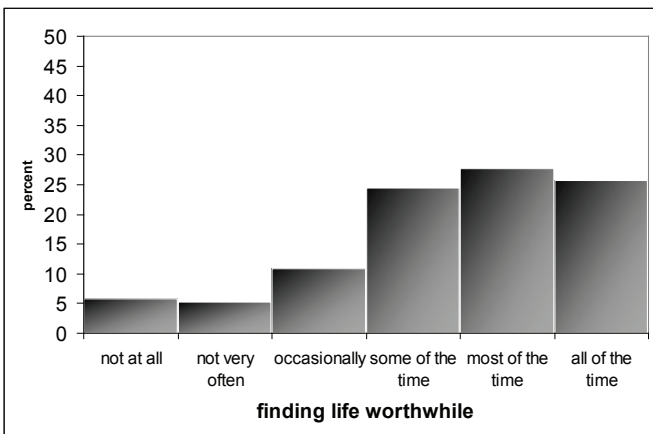 50
45
40
35
30
25
20
15
10
5
0
percent
not at all
not very
often
occasionally
some of the
time
most of the
time
all of the
time
finding life worthwhile